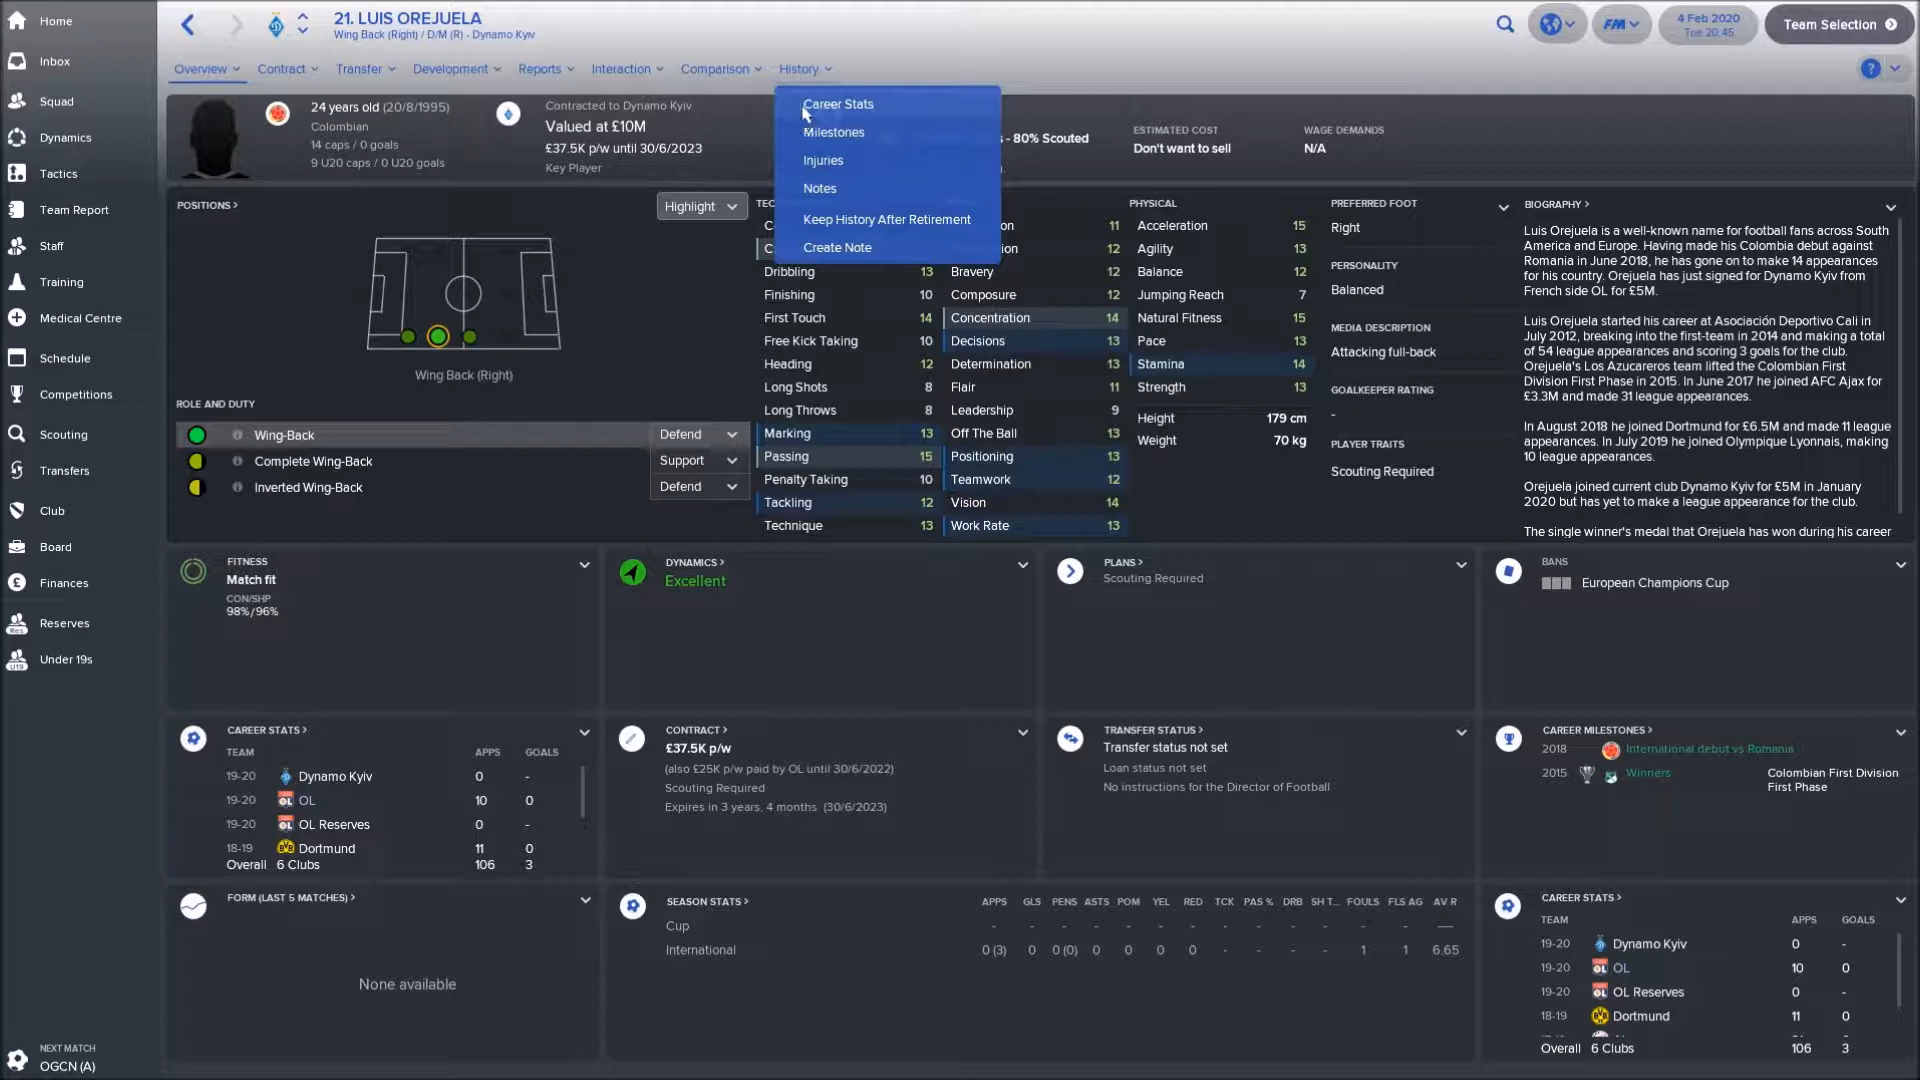 Home
Inbox
Squad
Dynamics
Tactics
Team Report
Staff
Training
Medical Centre
Schedule
Competitions
Scouting
Transfers
Club
Board
Finances
Reserves
Under 19s
NEXT MATCH
OGCN (A)
21. LUIS OREJUELA
Wing Back (Right) / D/M (R) - Dynamo Kyiv
FM
4 Feb 2020
Tue 20:45
Team Selection
Overview Contract Transfer Development Reports Interaction Comparison History
?
Career Stats
Milestones
Injuries
Notes
Keep History After Retirement
Create Note
24 years old (20/8/1995)
Colombian
14 caps / 0 goals
9 U20 caps / 0 U20 goals
Contracted to Dynamo Kyiv
Valued at £10M
£37.5K p/w until 30/6/2023
Key Player
s - 80% Scouted
ESTIMATED COST
Don't want to sell
WAGE DEMANDS
N/A
POSITIONS >
Highlight
Wing Back (Right)
ROLE AND DUTY
Wing-Back Defend
Complete Wing-Back Support
Inverted Wing-Back Defend
TEC
Dribbling 13
Finishing 10
First Touch 14
Free Kick Taking 10
Heading 12
Long Shots 8
Long Throws 8
Marking 13
Passing 15
Penalty Taking 10
Tackling 12
Technique 13
on 11
ion 12
Bravery 12
Composure 12
Concentration 14
Decisions 13
Determination 13
Flair 11
Leadership 9
Off The Ball 13
Positioning 13
Teamwork 12
Vision 14
Work Rate 13
PHYSICAL
Acceleration 15
Agility 13
Balance 12
Jumping Reach 7
Natural Fitness 15
Pace 13
Stamina 14
Strength 13
Height 179 cm
Weight 70 kg
PREFERRED FOOT
Right
PERSONALITY
Balanced
MEDIA DESCRIPTION
Attacking full-back
GOALKEEPER RATING
-
PLAYER TRAITS
Scouting Required
BIOGRAPHY >
Luis Orejuela is a well-known name for football fans across South
America and Europe. Having made his Colombia debut against
Romania in June 2018, he has gone on to make 14 appearances
for his country. Orejuela has just signed for Dynamo Kyiv from
French side OL for £5M.
Luis Orejuela started his career at Asociación Deportivo Cali in
July 2012, breaking into the first-team in 2014 and making a total
of 54 league appearances and scoring 3 goals for the club.
Orejuela's Los Azucareros team lifted the Colombian First
Division First Phase in 2015. In June 2017 he joined AFC Ajax for
£3.3M and made 31 league appearances.
In August 2018 he joined Dortmund for £6.5M and made 11 league
appearances. In July 2019 he joined Olympique Lyonnais, making
10 league appearances.
Orejuela joined current club Dynamo Kyiv for £5M in January
2020 but has yet to make a league appearance for the club.
The single winner's medal that Orejuela has won during his career
FITNESS
Match fit
CON/SHP
98%/96%
DYNAMICS >
Excellent
PLANS >
Scouting Required
BANS
European Champions Cup
CAREER STATS >
TEAM APPS GOALS
19-20 Dynamo Kyiv 0 -
19-20 OL 10 0
19-20 OL Reserves 0 -
18-19 Dortmund 11 0
Overall 6 Clubs 106 3
CONTRACT >
£37.5K p/w
(also £25K p/w paid by OL until 30/6/2022)
Scouting Required
Expires in 3 years, 4 months (30/6/2023)
TRANSFER STATUS >
Transfer status not set
Loan status not set
No instructions for the Director of Football
CAREER MILESTONES >
2018 International debut vs Romania
2015 Winners Colombian First Division
First Phase
FORM (LAST 5 MATCHES) >
None available
SEASON STATS > APPS GLS PENS ASTS POM YEL RED TCK PAS % DRB SH T... FOULS FLS AG AV R
Cup - - - - - - - - - - - - - —
International 0 (3) 0 0 (0) 0 0 0 0 - - - - 1 1 6.65
CAREER STATS >
TEAM APPS GOALS
19-20 Dynamo Kyiv 0 -
19-20 OL 10 0
19-20 OL Reserves 0 -
18-19 Dortmund 11 0
Overall 6 Clubs 106 3